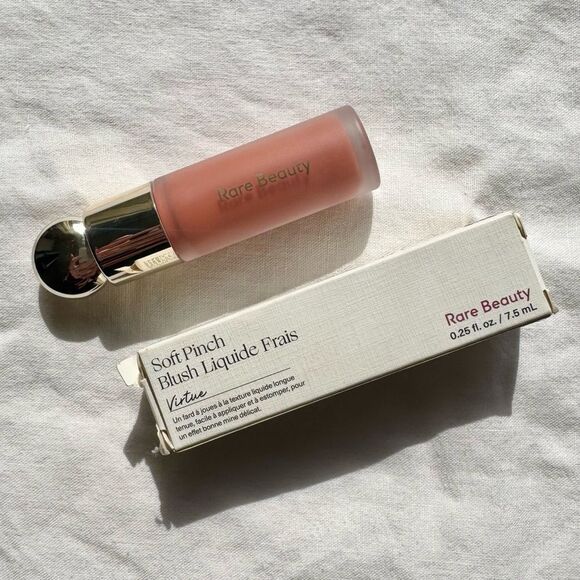 Rare Beauty
Soft Pinch
Blush Liquide Frais
Virtue
Un fard à joues à la texture liquide longue
tenue, facile à appliquer et à estomper, pour
un effet bonne mine délicat.
Rare Beauty
0.25 fl. oz. / 7.5 mL